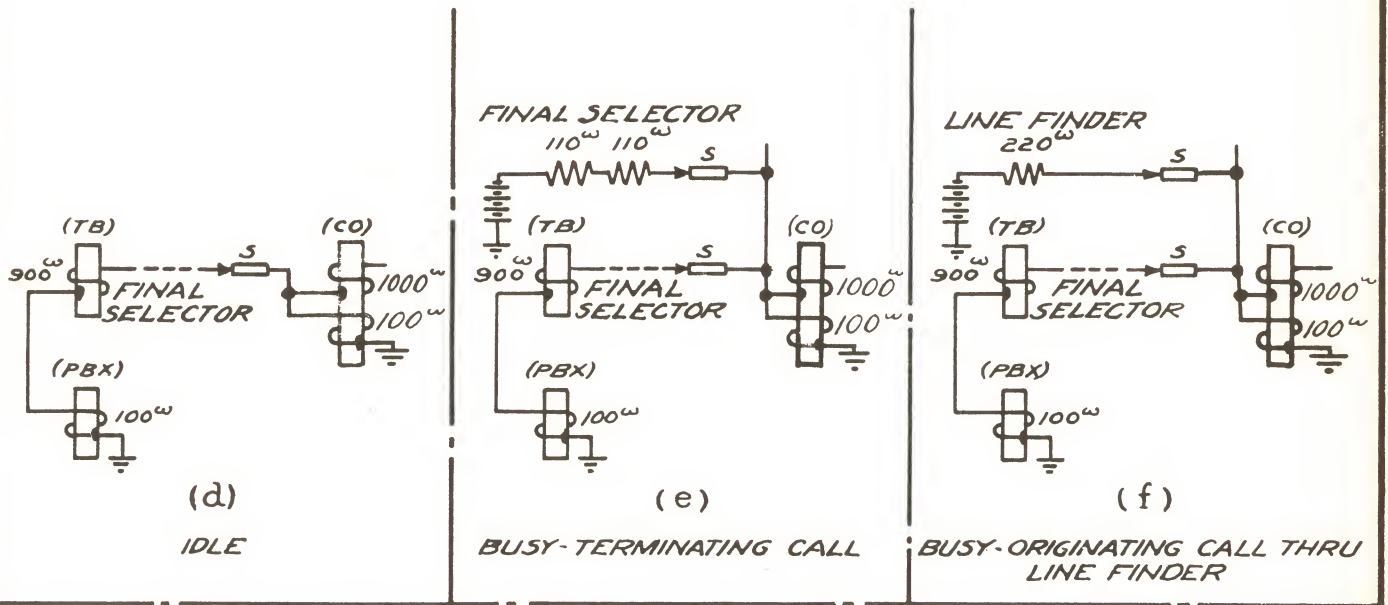 (TB)
(CO)
S
900ω
1000ω
FINAL
SELECTOR
100ω
(PBX)
100ω
(d)
IDLE
FINAL SELECTOR
110ω 110ω
S
(TB)
(CO)
S
900ω
1000ω
FINAL
SELECTOR
100ω
(PBX)
100ω
(e)
BUSY-TERMINATING CALL
LINE FINDER
220ω
S
(TB)
(CO)
S
900ω
1000ω
FINAL
SELECTOR
100ω
(PBX)
100ω
(f)
BUSY-ORIGINATING CALL THRU
LINE FINDER